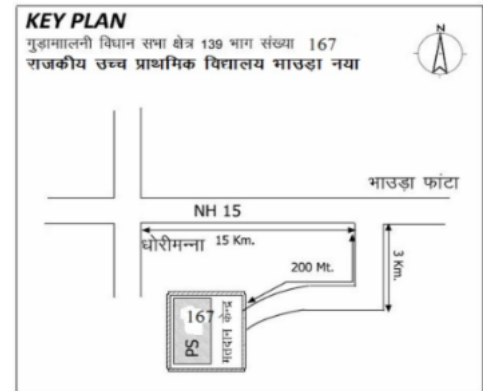 KEY PLAN
गुड़ामाालनी विधान सभा क्षेत्र 139 भाग संख्या 167
राजकीय उच्च प्राथमिक विद्यालय भाउड़ा नया
N
भाउड़ा फांटा
NH 15
धोरीमन्ना 15 Km.
200 Mt.
3 Km.
167
PS
मतदान केन्द्र